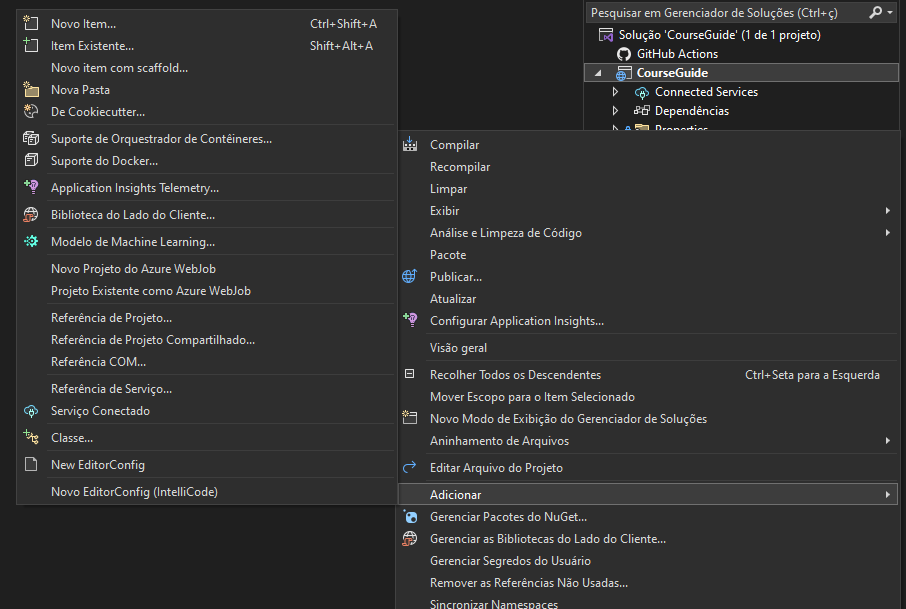 Novo Item... Ctrl+Shift+A
Item Existente... Shift+Alt+A
Novo item com scaffold...
Nova Pasta
De Cookiecutter...
Suporte de Orquestrador de Contêineres...
Suporte do Docker...
Application Insights Telemetry...
Biblioteca do Lado do Cliente...
Modelo de Machine Learning...
Novo Projeto do Azure WebJob
Projeto Existente como Azure WebJob
Referência de Projeto...
Referência de Projeto Compartilhado...
Referência COM...
Referência de Serviço...
Serviço Conectado
Classe...
New EditorConfig
Novo EditorConfig (IntelliCode)
Pesquisar em Gerenciador de Soluções (Ctrl+ç)
Solução 'CourseGuide' (1 de 1 projeto)
GitHub Actions
CourseGuide
Connected Services
Dependências
Properties
Compilar
Recompilar
Limpar
Exibir
Análise e Limpeza de Código
Pacote
Publicar...
Atualizar
Configurar Application Insights...
Visão geral
Recolher Todos os Descendentes Ctrl+Seta para a Esquerda
Mover Escopo para o Item Selecionado
Novo Modo de Exibição do Gerenciador de Soluções
Aninhamento de Arquivos
Editar Arquivo do Projeto
Adicionar
Gerenciar Pacotes do NuGet...
Gerenciar as Bibliotecas do Lado do Cliente...
Gerenciar Segredos do Usuário
Remover as Referências Não Usadas...
Sincronizar Namespaces